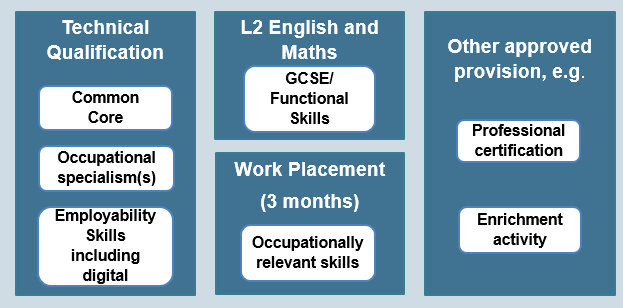 Technical
Qualification
Common
Core
Occupational
specialism(s)
Employability
Skills
including
digital
L2 English and
Maths
GCSE/
Functional
Skills
Work Placement
(3 months)
Occupationally
relevant skills
Other approved
provision, e.g.
Professional
certification
Enrichment
activity